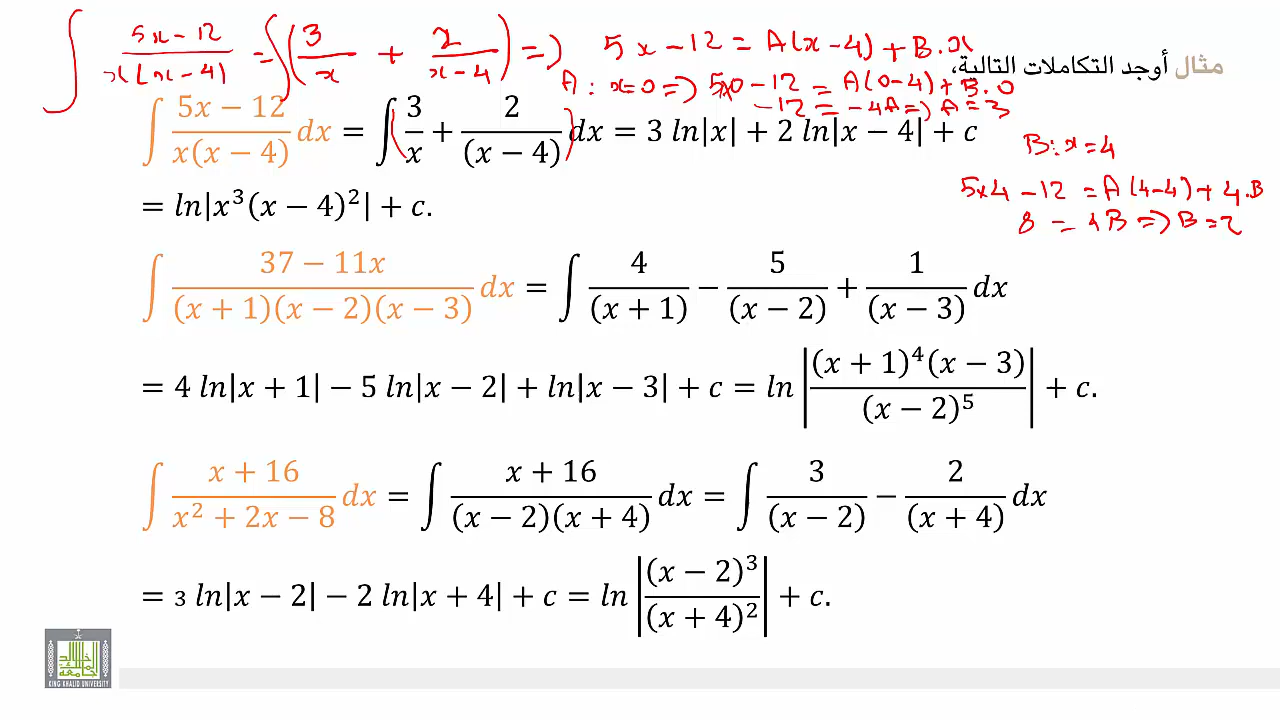 ∫ (5x − 12)/(x(x − 4)) = ∫(3/x + 2/(x − 4)) ⇒ 5x − 12 = A(x − 4) + B.x
مثال أوجد التكاملات التالية،
A: x=0 ⇒ 5x0 − 12 = A(0−4) + B.0
−12 = −4A ⇒ A = 3
∫ (5x − 12)/(x(x − 4)) dx = ∫(3/x + 2/((x − 4)))dx = 3 ln|x| + 2 ln|x − 4| + c
B: x = 4
5x4 − 12 = A(4−4) + 4.B
= ln|x³(x − 4)²| + c.
8 = 4B ⇒ B = 2
∫ (37 − 11x)/((x + 1)(x − 2)(x − 3)) dx = ∫ 4/((x + 1)) − 5/((x − 2)) + 1/((x − 3)) dx
= 4 ln|x + 1| − 5 ln|x − 2| + ln|x − 3| + c = ln |((x + 1)⁴(x − 3))/((x − 2)⁵)| + c.
∫ (x + 16)/(x² + 2x − 8) dx = ∫ (x + 16)/((x − 2)(x + 4)) dx = ∫ 3/((x − 2)) − 2/((x + 4)) dx
= 3 ln|x − 2| − 2 ln|x + 4| + c = ln |((x − 2)³)/((x + 4)²)| + c.
KING KHALID UNIVERSITY